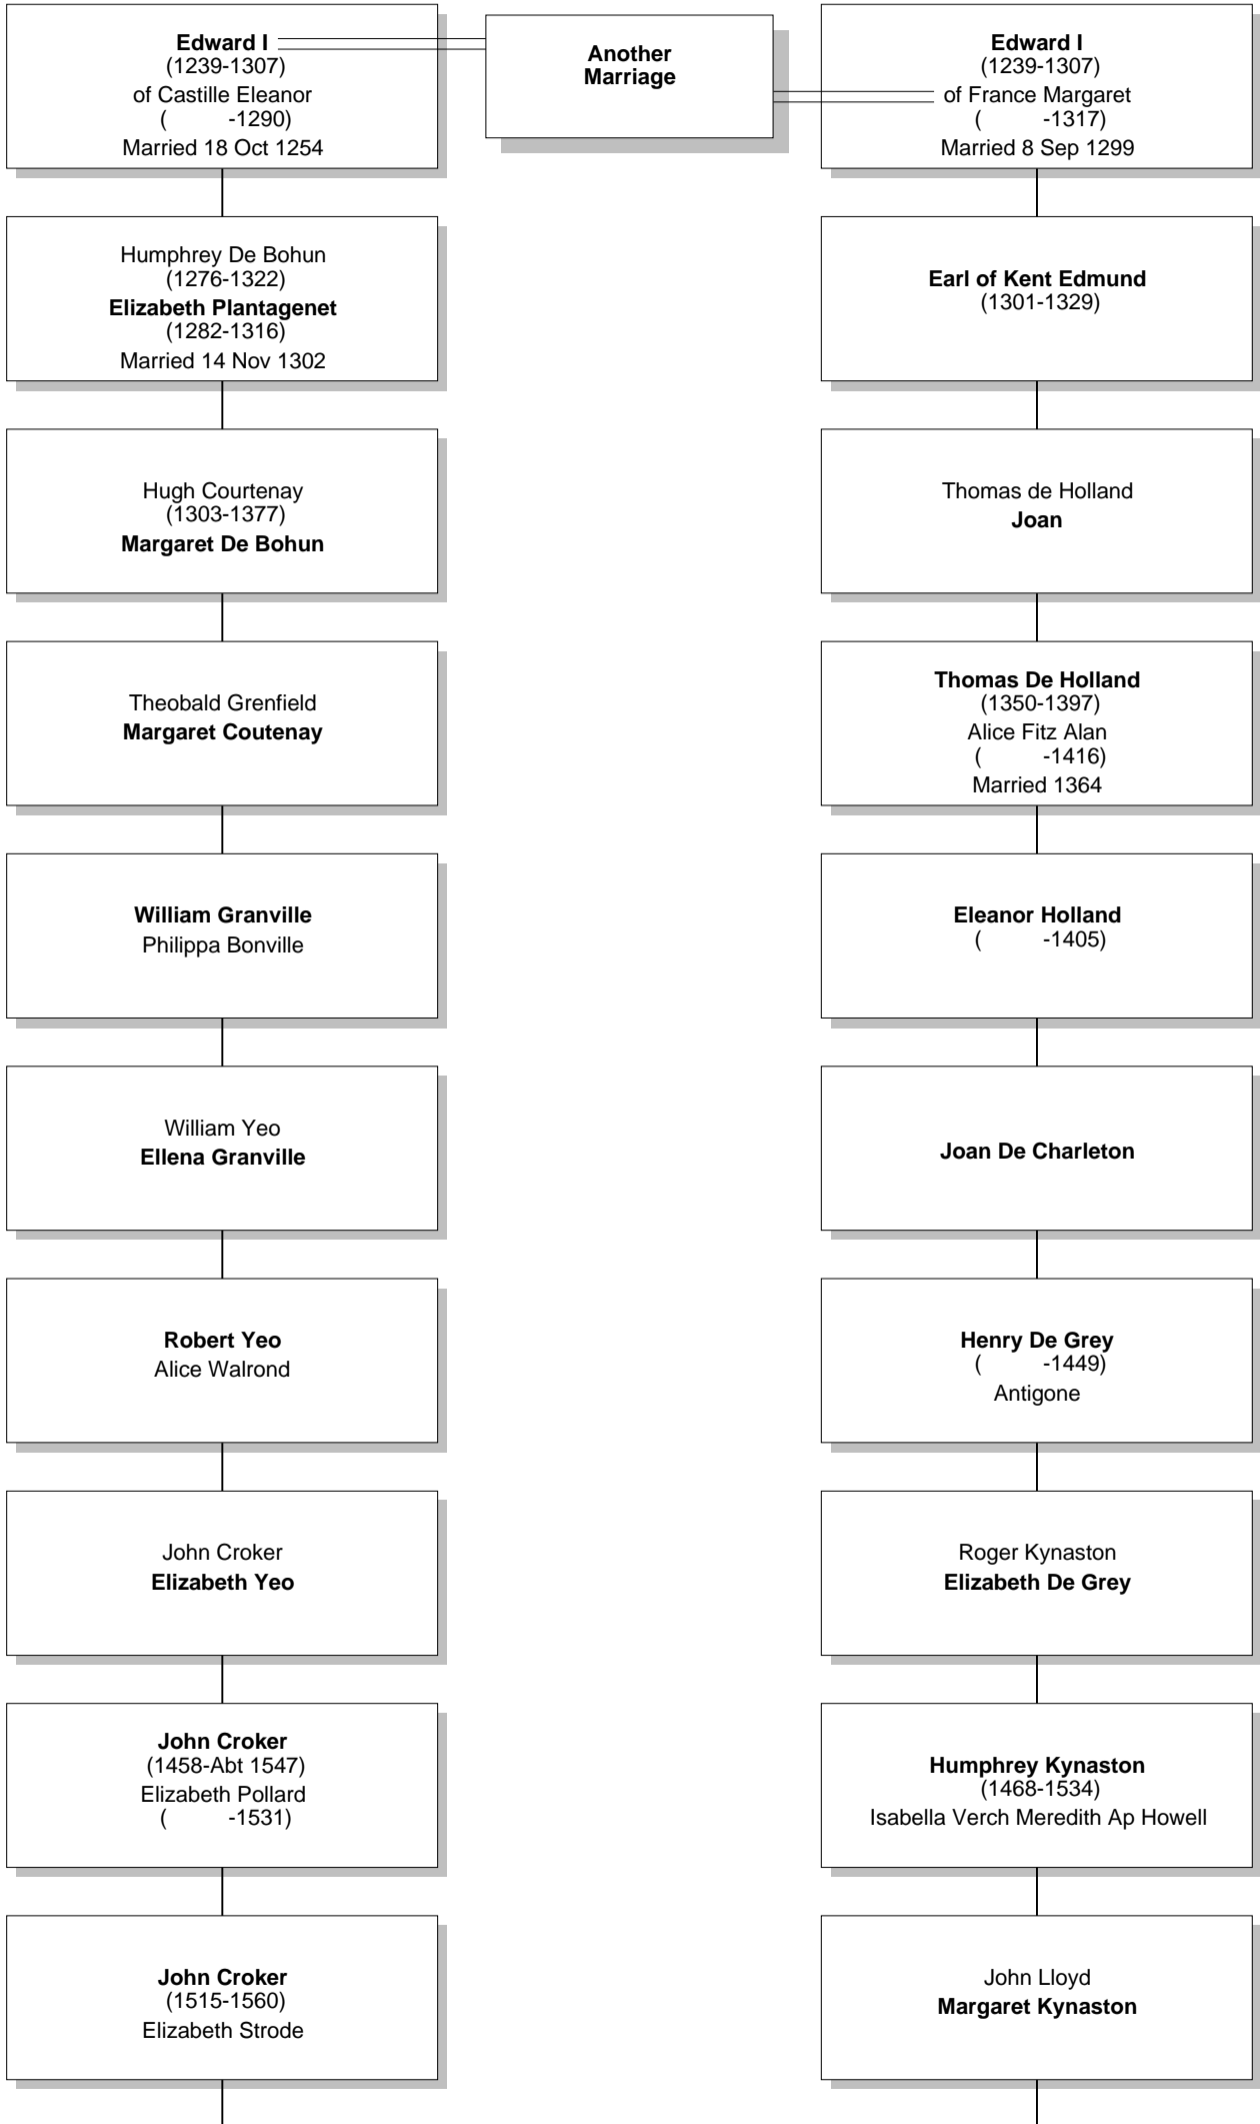 Edward I
(1239-1307)
of Castille Eleanor
( -1290)
Married 18 Oct 1254
Another
Marriage
Edward I
(1239-1307)
of France Margaret
( -1317)
Married 8 Sep 1299
Humphrey De Bohun
(1276-1322)
Elizabeth Plantagenet
(1282-1316)
Married 14 Nov 1302
Earl of Kent Edmund
(1301-1329)
Hugh Courtenay
(1303-1377)
Margaret De Bohun
Thomas de Holland
Joan
Theobald Grenfield
Margaret Coutenay
Thomas De Holland
(1350-1397)
Alice Fitz Alan
( -1416)
Married 1364
William Granville
Philippa Bonville
Eleanor Holland
( -1405)
William Yeo
Ellena Granville
Joan De Charleton
Robert Yeo
Alice Walrond
Henry De Grey
( -1449)
Antigone
John Croker
Elizabeth Yeo
Roger Kynaston
Elizabeth De Grey
John Croker
(1458-Abt 1547)
Elizabeth Pollard
( -1531)
Humphrey Kynaston
(1468-1534)
Isabella Verch Meredith Ap Howell
John Croker
(1515-1560)
Elizabeth Strode
John Lloyd
Margaret Kynaston